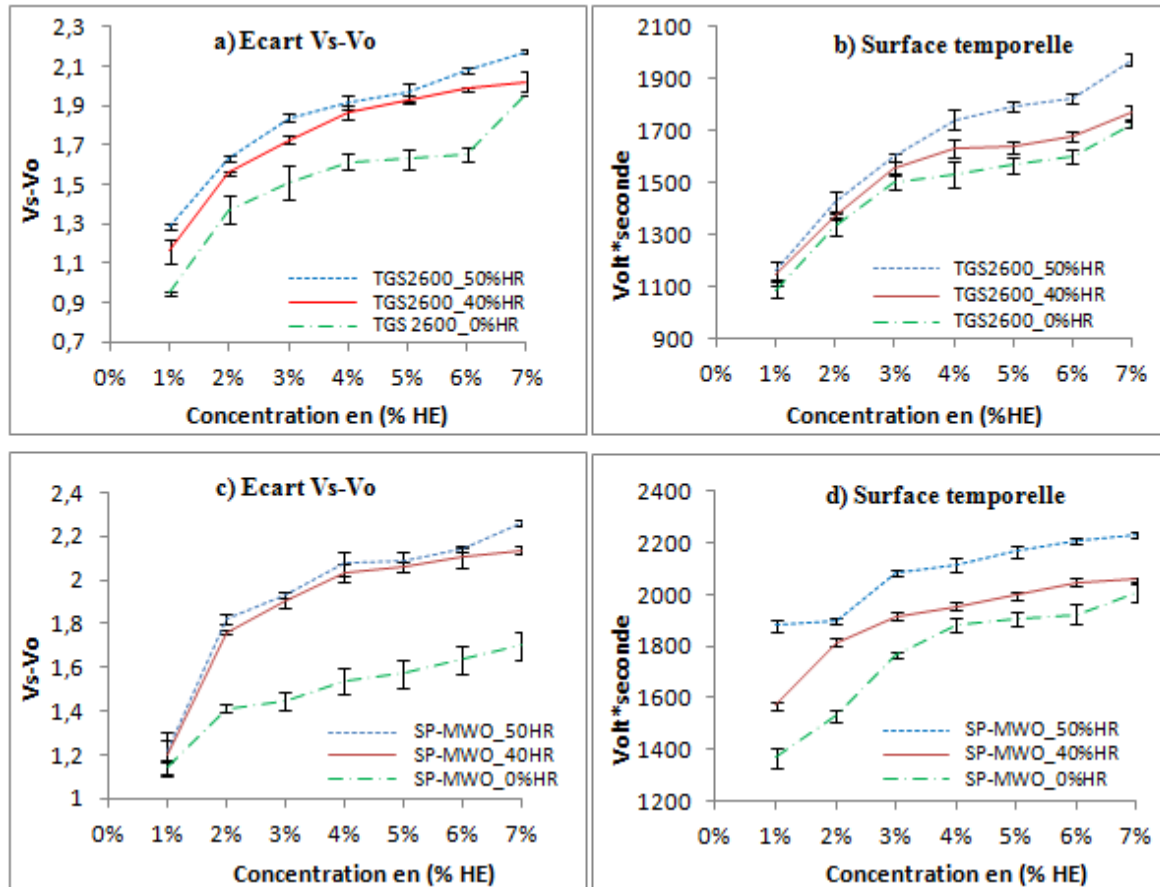 a) Ecart Vs-Vo
Vs-Vo
2,3
2,1
1,9
1,7
1,5
1,3
1,1
0,9
0,7
TGS2600_50%HR
TGS2600_40%HR
TGS 2600_0%HR
0% 1% 2% 3% 4% 5% 6% 7%
Concentration en (% HE)
b) Surface temporelle
Volt*seconde
2100
1900
1700
1500
1300
1100
900
TGS2600_50%HR
TGS2600_40%HR
TGS2600_0%HR
0% 1% 2% 3% 4% 5% 6% 7%
Concentration en (%HE)
c) Ecart Vs-Vo
Vs-Vo
2,4
2,2
2
1,8
1,6
1,4
1,2
1
SP-MWO_50HR
SP-MWO_40HR
SP-MWO_0%HR
0% 1% 2% 3% 4% 5% 6% 7%
Concentration en (% HE)
d) Surface temporelle
Volt*seconde
2400
2200
2000
1800
1600
1400
1200
SP-MWO_50%HR
SP-MWO_40%HR
SP-MWO_0%HR
0% 1% 2% 3% 4% 5% 6% 7%
Concentration en (% HE)